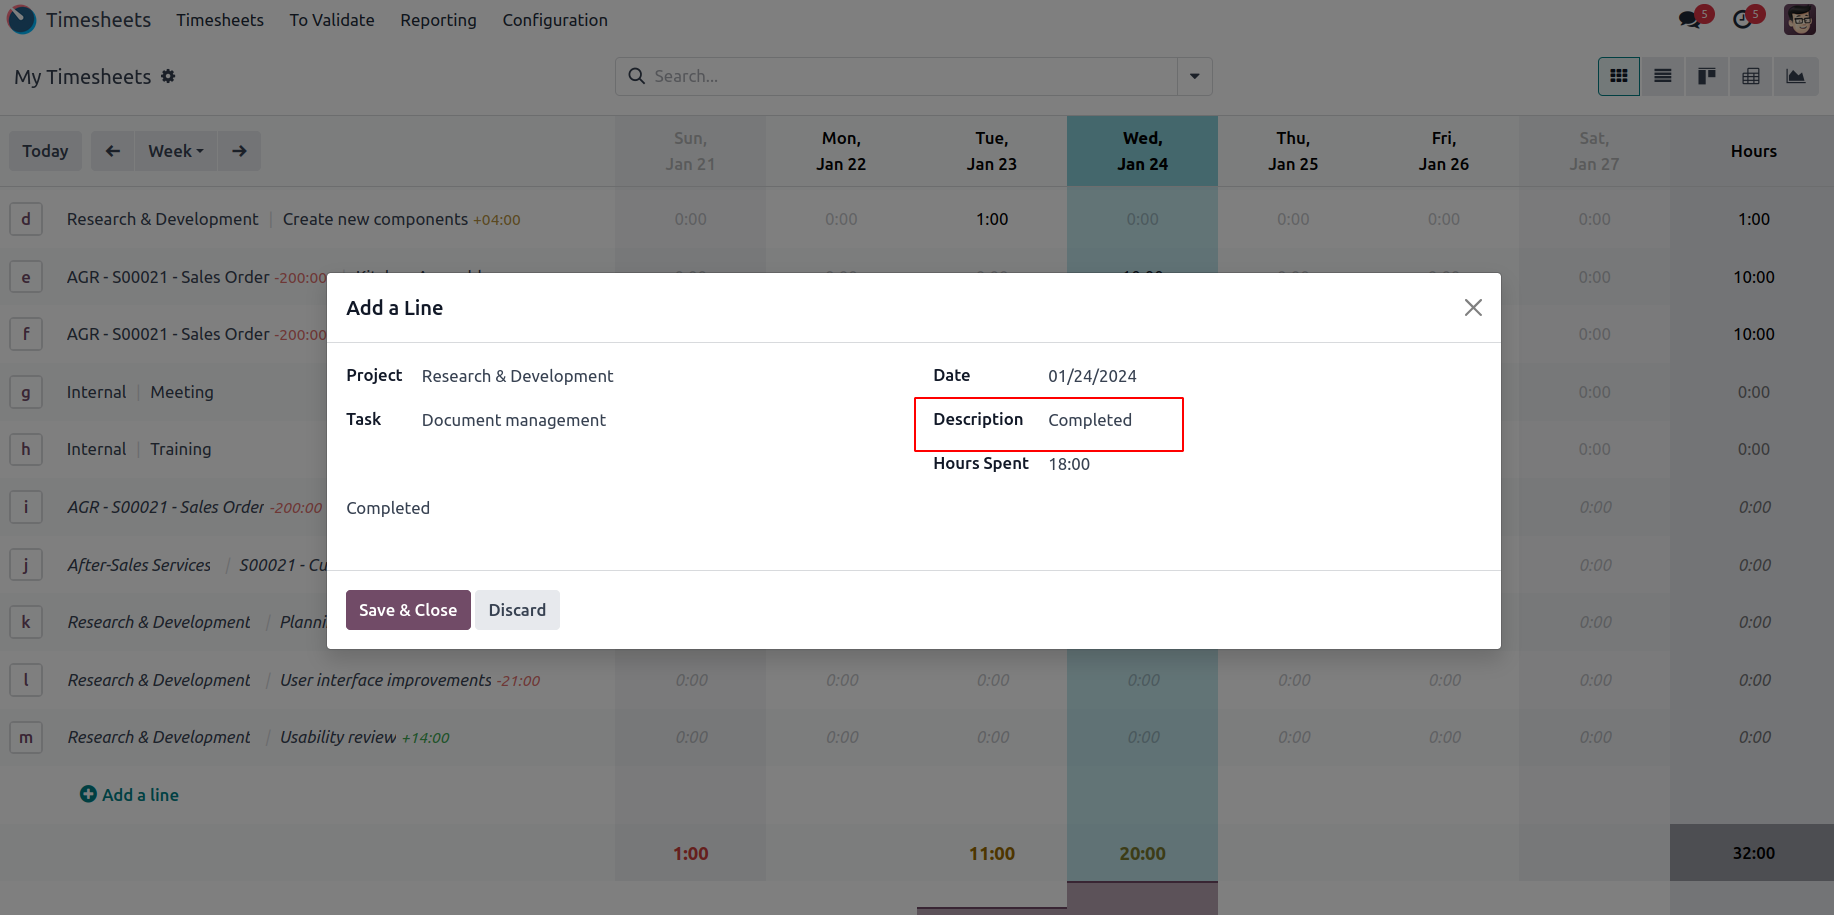 Timesheets Timesheets To Validate Reporting Configuration 5 5
My Timesheets Search...
Today Week Sun, Jan 21 Mon, Jan 22 Tue, Jan 23 Wed, Jan 24 Thu, Jan 25 Fri, Jan 26 Sat, Jan 27 Hours
d Research & Development Create new components +04:00 0:00 0:00 1:00 0:00 0:00 0:00 0:00 1:00
e AGR - S00021 - Sales Order -200:00 0:00 10:00
f AGR - S00021 - Sales Order -200:00 0:00 10:00
g Internal Meeting 0:00 0:00
h Internal Training 0:00 0:00
i AGR - S00021 - Sales Order -200:00 0:00 0:00
j After-Sales Services S00021 - Cu 0:00 0:00
k Research & Development Planni 0:00 0:00
Add a Line
Project Research & Development
Task Document management
Date 01/24/2024
Description Completed
Hours Spent 18:00
Completed
Save & Close Discard
l Research & Development User interface improvements -21:00 0:00 0:00 0:00 0:00 0:00 0:00 0:00 0:00
m Research & Development Usability review +14:00 0:00 0:00 0:00 0:00 0:00 0:00 0:00 0:00
Add a line
1:00 11:00 20:00 32:00